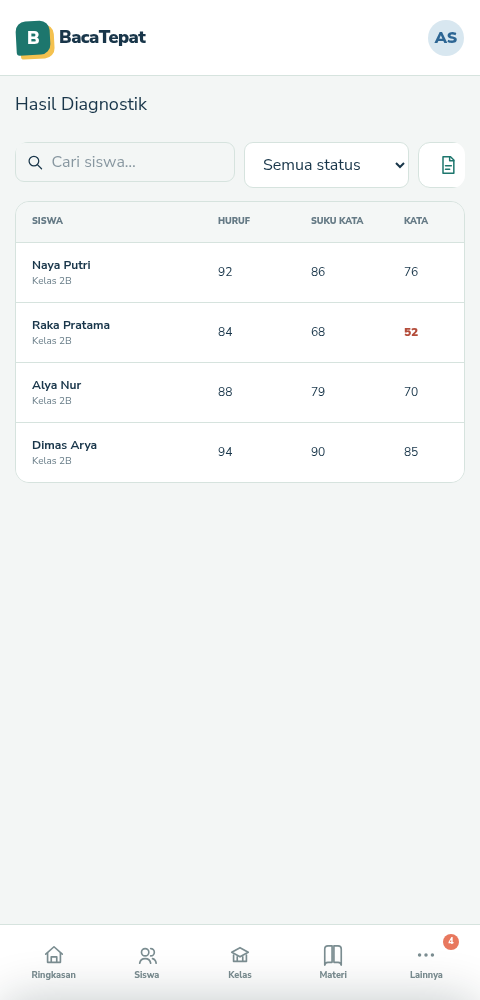 B BacaTepat
AS
Hasil Diagnostik
Cari siswa...
Semua status
SISWA HURUF SUKU KATA KATA
Naya Putri
Kelas 2B
92 86 76
Raka Pratama
Kelas 2B
84 68 52
Alya Nur
Kelas 2B
88 79 70
Dimas Arya
Kelas 2B
94 90 85
4
Ringkasan Siswa Kelas Materi Lainnya